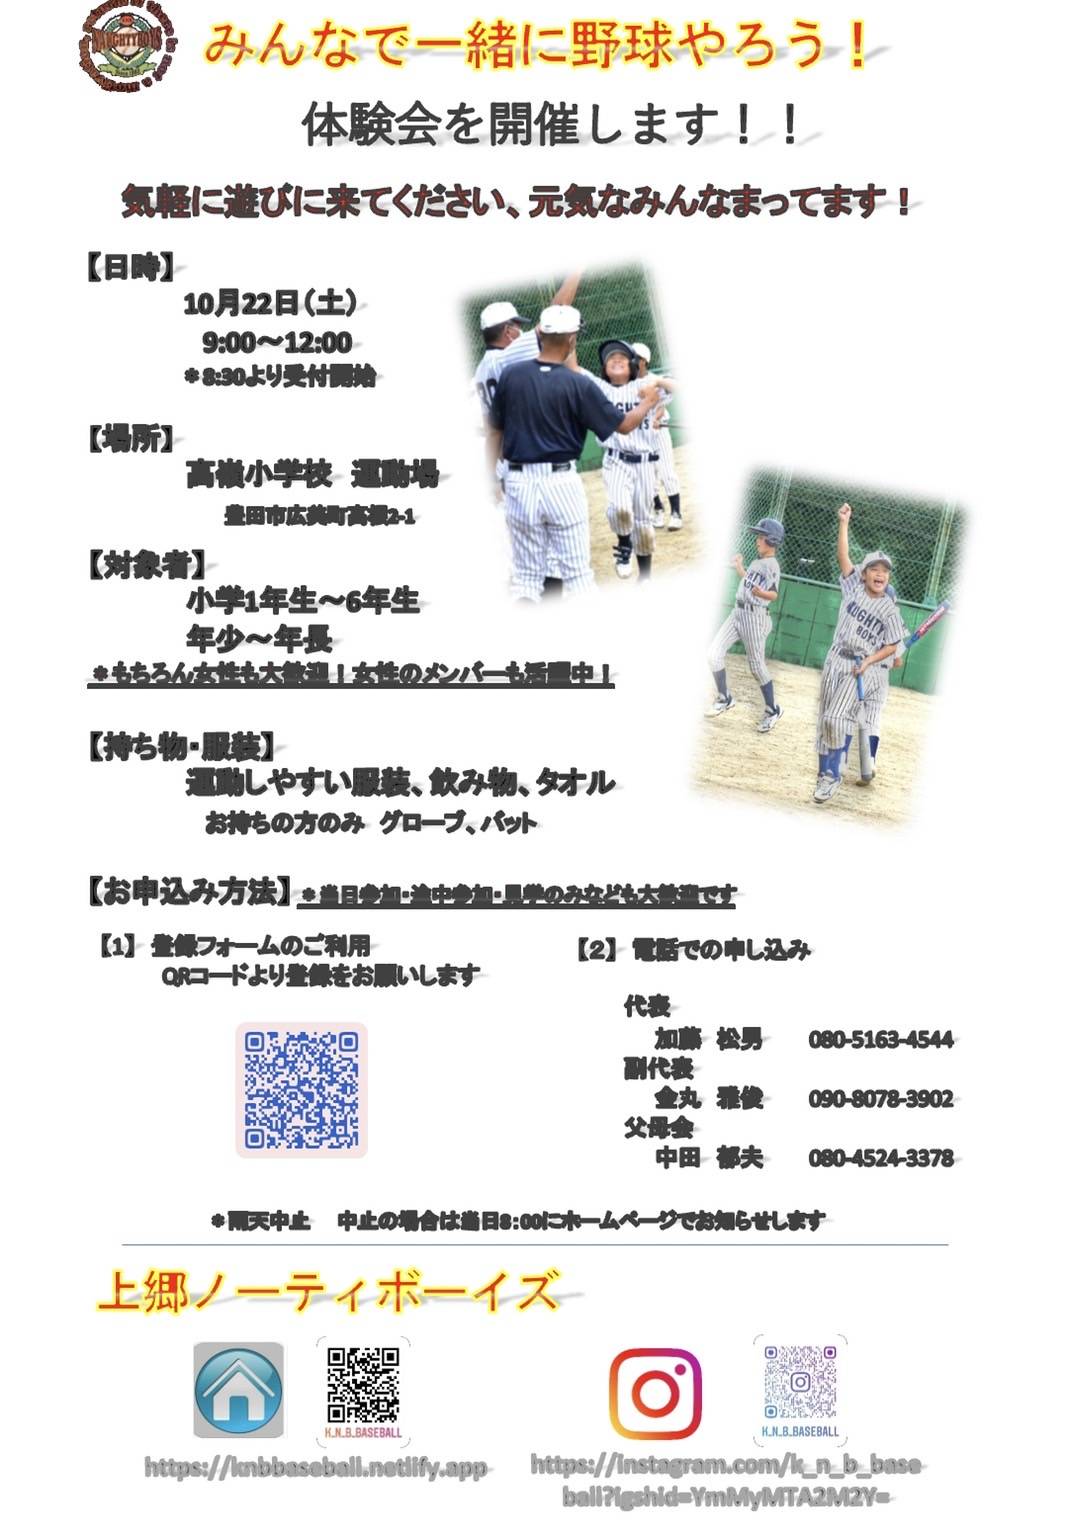 NAUGHTYBOYS
みんなで一緒に野球やろう！
体験会を開催します！！
気軽に遊びに来てください、元気なみんなまってます！
【日時】
10月22日（土）
9:00～12:00
＊8:30より受付開始
【場所】
高嶺小学校　運動場
豊田市広美町高根2-1
【対象者】
小学1年生～6年生
年少～年長
＊もちろん女性も大歓迎！女性のメンバーも活躍中！
【持ち物・服装】
運動しやすい服装、飲み物、タオル
お持ちの方のみ　グローブ、バット
【お申込み方法】＊当日参加・途中参加・見学のみなども大歓迎です
【1】 登録フォームのご利用
QRコードより登録をお願いします
【2】 電話での申し込み
代表
加藤　松男　080-5163-4544
副代表
金丸　雅俊　090-8078-3902
父母会
中田　郁夫　080-4524-3378
＊雨天中止　中止の場合は当日8：00にホームページでお知らせします
上郷ノーティボーイズ
K_N_B_BASEBALL
K_N_B_BASEBALL
https://knbbaseball.netlify.app
https://instagram.com/k_n_b_base
ball?igshid=YmMyMTA2M2Y=